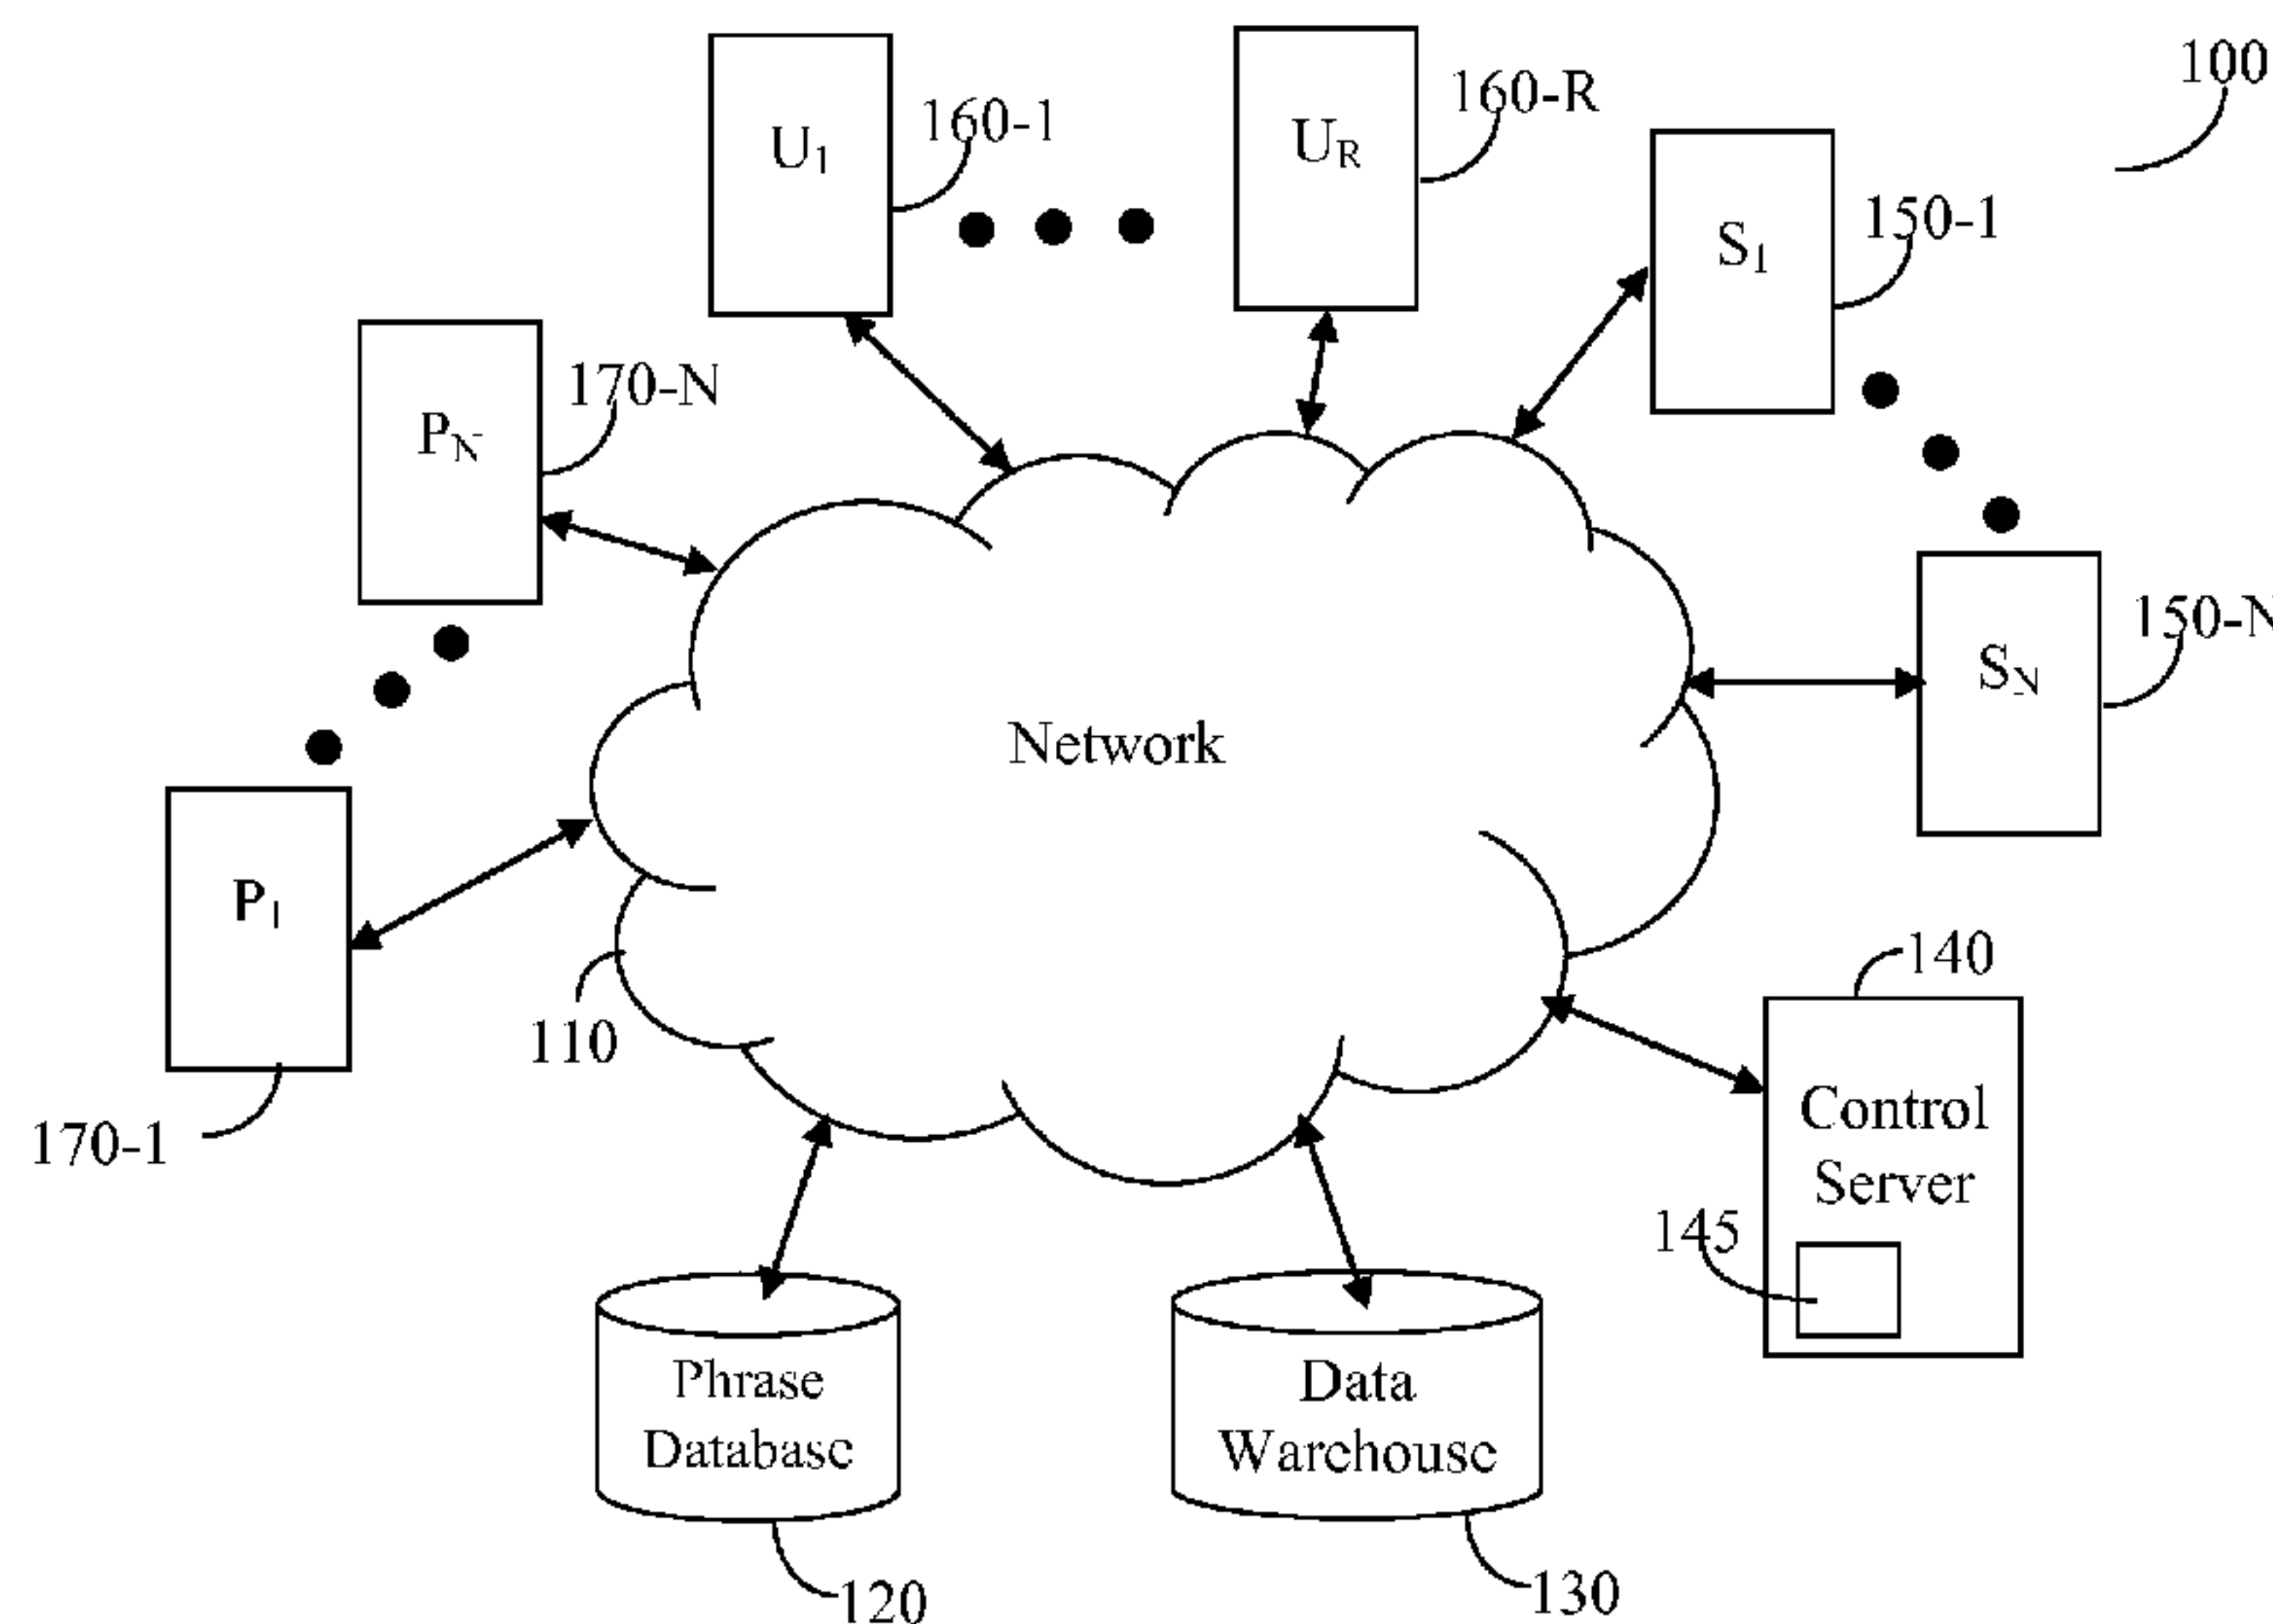 100
160-1
160-R
U1
UR
150-1
S1
170-N
PN
150-N
SN
Network
P1
140
110
Control
Server
170-1
145
Phrase
Database
Data
Warehouse
120
130